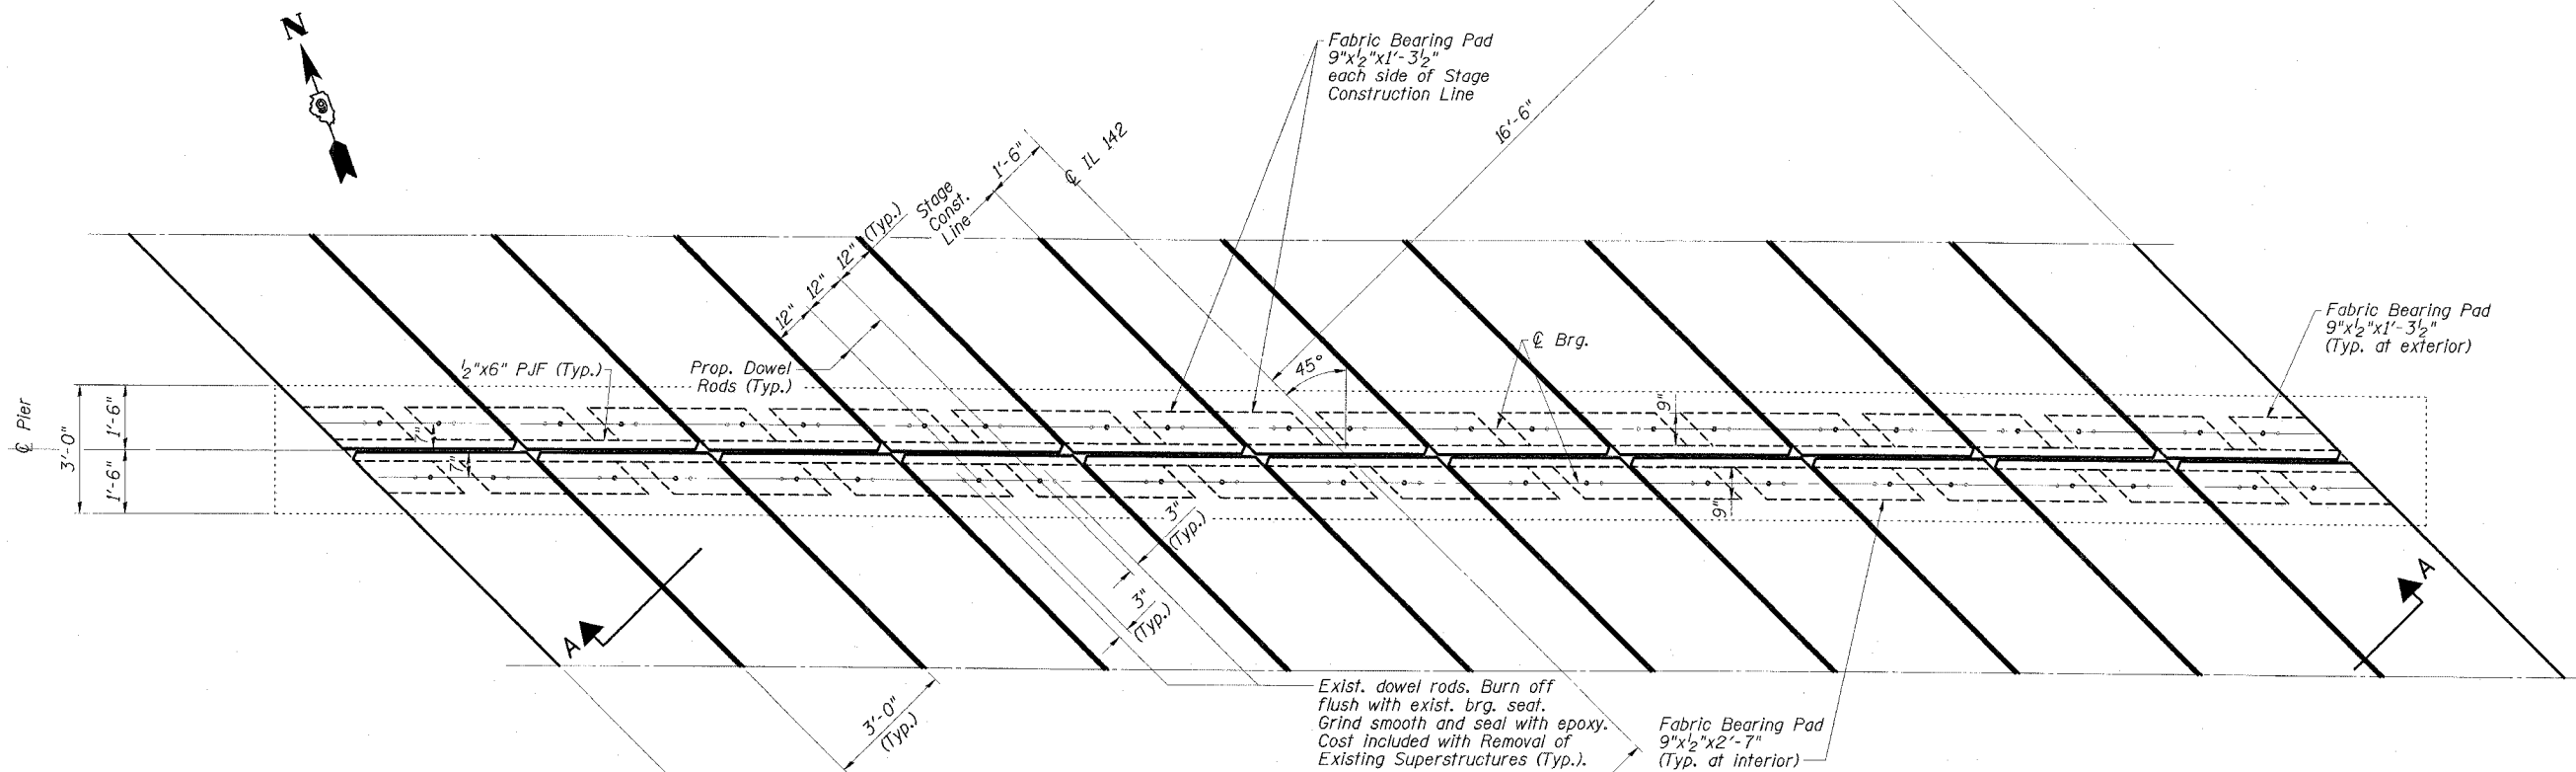 N
Fabric Bearing Pad
9"x1/2"x1'-3 1/2"
each side of Stage
Construction Line
16'-6"
1'-6"
℄ IL 142
Stage
Const.
Line
12" (Typ.)
12"
12"
Prop. Dowel
Rods (Typ.)
1/2"x6" PJF (Typ.)
℄ Brg.
45°
Fabric Bearing Pad
9"x1/2"x1'-3 1/2"
(Typ. at exterior)
℄ Pier
3'-0"
1'-6"
1'-6"
7"
7"
9"
9"
3"
(Typ.)
3"
(Typ.)
A
A
3'-0"
(Typ.)
Exist. dowel rods. Burn off
flush with exist. brg. seat.
Grind smooth and seal with epoxy.
Cost included with Removal of
Existing Superstructures (Typ.).
Fabric Bearing Pad
9"x1/2"x2'-7"
(Typ. at interior)